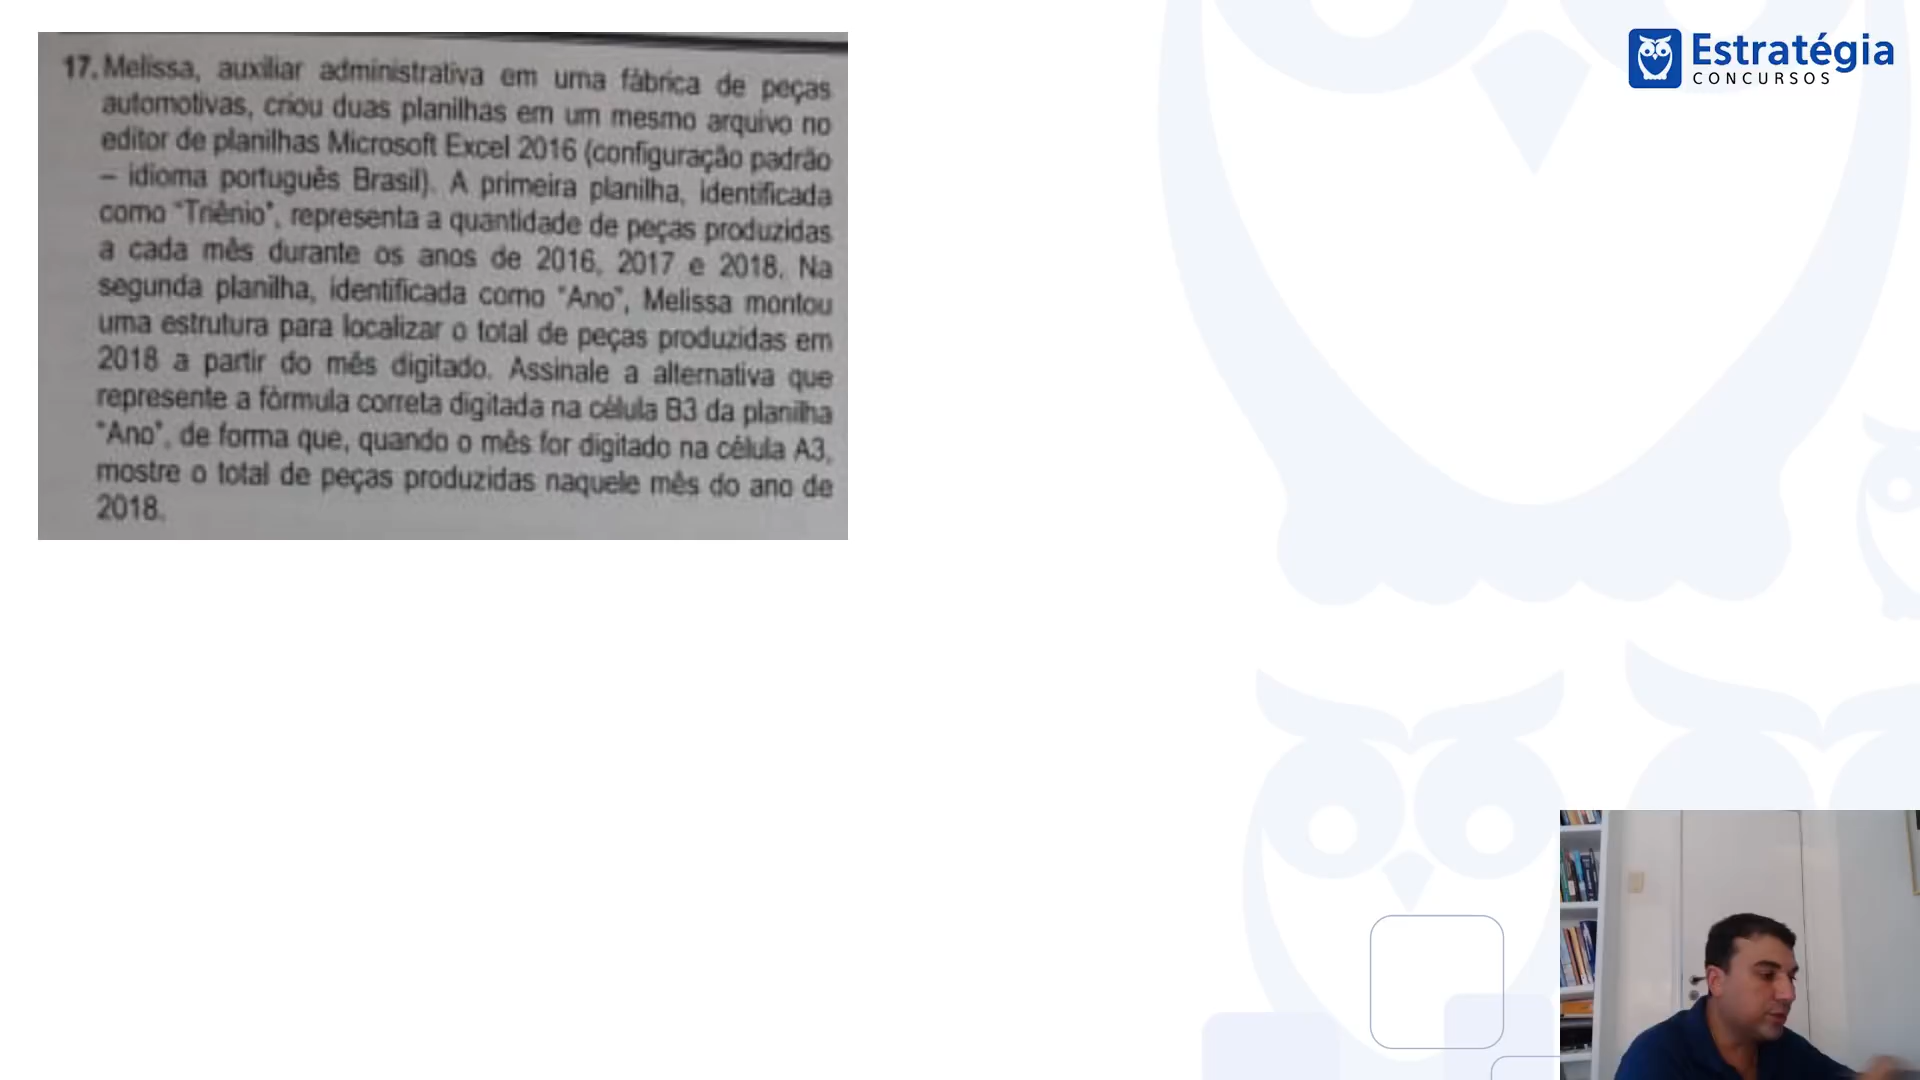 Estratégia
CONCURSOS
17. Melissa, auxiliar administrativa em uma fábrica de peças
automotivas, criou duas planilhas em um mesmo arquivo no
editor de planilhas Microsoft Excel 2016 (configuração padrão
– idioma português Brasil). A primeira planilha, identificada
como "Triênio", representa a quantidade de peças produzidas
a cada mês durante os anos de 2016, 2017 e 2018. Na
segunda planilha, identificada como "Ano", Melissa montou
uma estrutura para localizar o total de peças produzidas em
2018 a partir do mês digitado. Assinale a alternativa que
represente a fórmula correta digitada na célula B3 da planilha
"Ano", de forma que, quando o mês for digitado na célula A3,
mostre o total de peças produzidas naquele mês do ano de
2018.